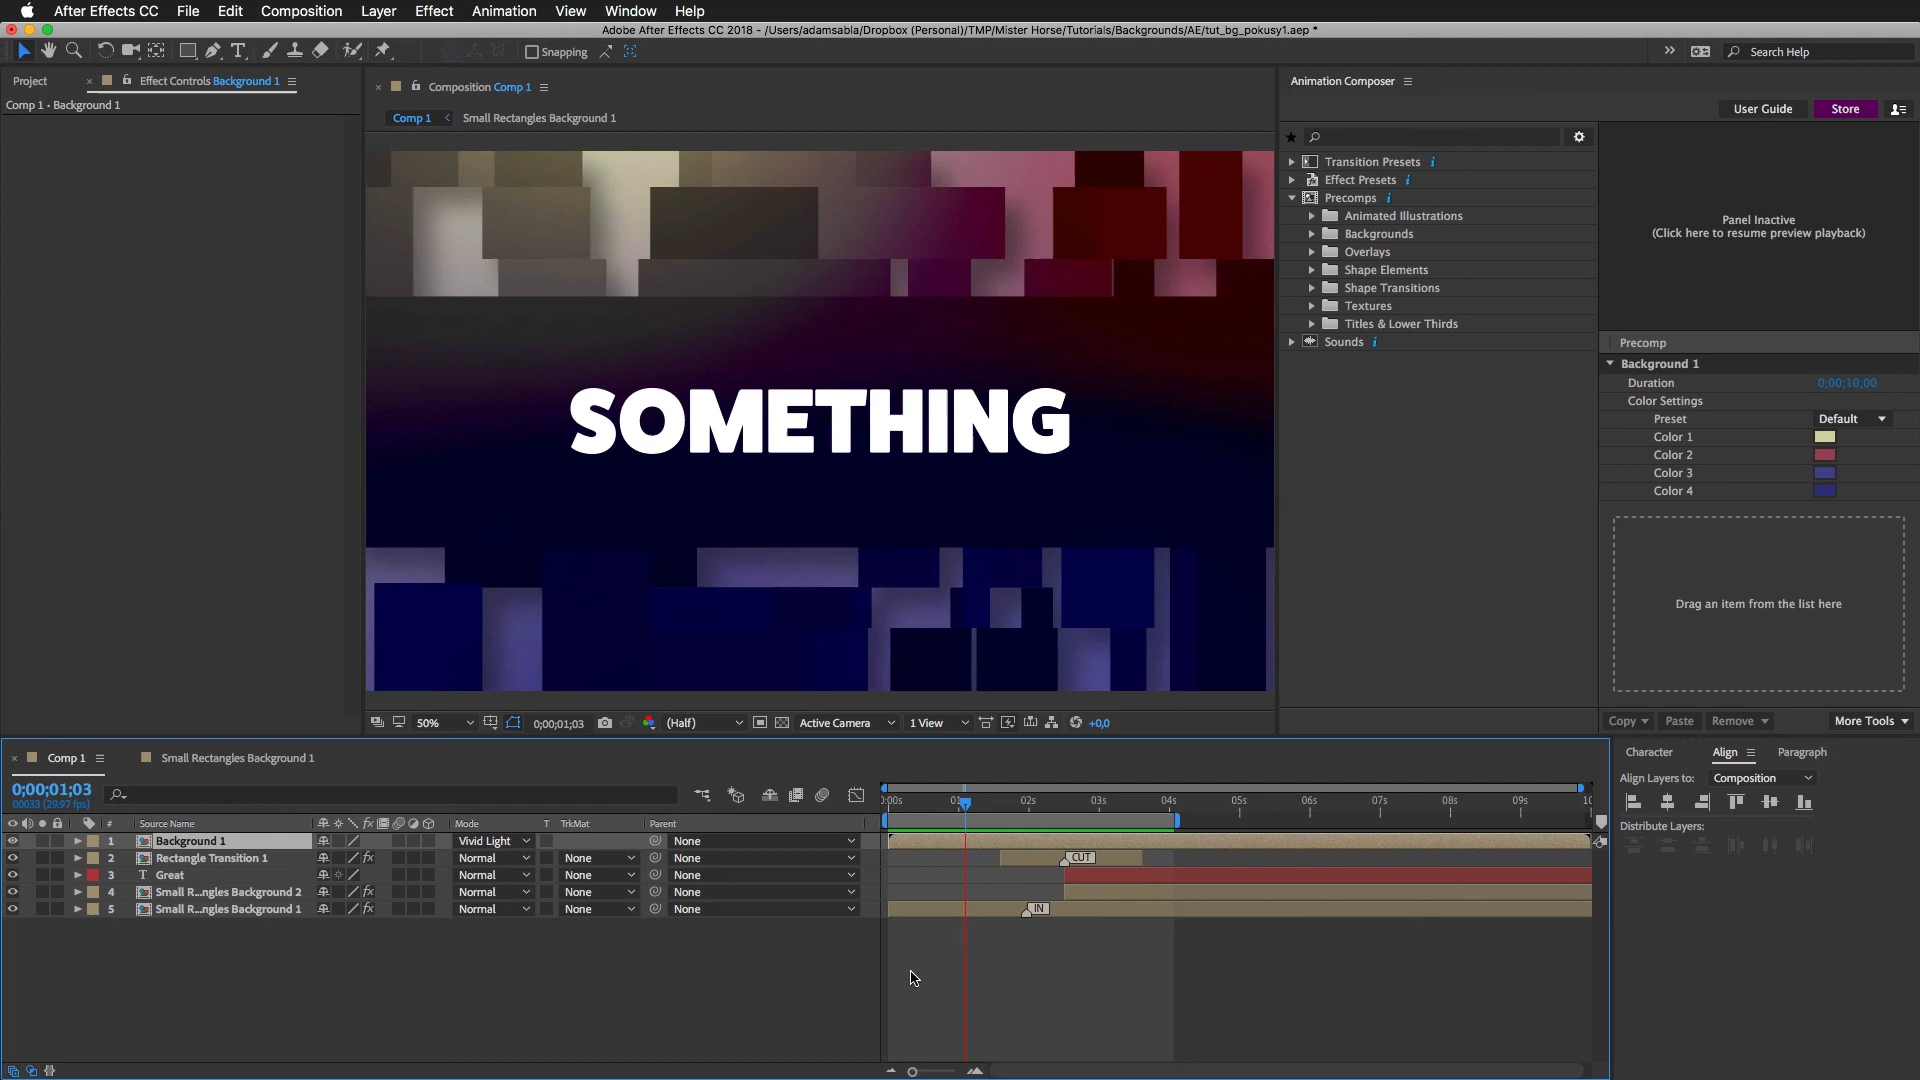 After Effects CC File Edit Composition Layer Effect Animation View Window Help
Adobe After Effects CC 2018 - /Users/adamsabla/Dropbox (Personal)/TMP/Mister Horse/Tutorials/Backgrounds/AE/tut_bg_pokusy1.aep *
Snapping
Search Help
Project
Effect Controls Background 1
Comp 1 • Background 1
Composition Comp 1
Comp 1
Small Rectangles Background 1
SOMETHING
50%
0;00;01;03
(Half)
Active Camera
1 View
+0,0
Animation Composer
User Guide
Store
Transition Presets
Effect Presets
Precomps
Animated Illustrations
Backgrounds
Overlays
Shape Elements
Shape Transitions
Textures
Titles & Lower Thirds
Sounds
Panel Inactive
(Click here to resume preview playback)
Precomp
Background 1
Duration 0;00;10;00
Color Settings
Preset Default
Color 1
Color 2
Color 3
Color 4
Drag an item from the list here
Copy Paste Remove More Tools
Comp 1
Small Rectangles Background 1
0;00;01;03
00033 (29.97 fps)
# Source Name Mode T TrkMat Parent
1 Background 1 Vivid Light None
2 Rectangle Transition 1 fx Normal None None
3 T Great Normal None None
4 Small R...ngles Background 2 fx Normal None None
5 Small R...ngles Background 1 fx Normal None None
0:00s 01 02s 03s 04s 05s 06s 07s 08s 09s 10
CUT
IN
Character Align Paragraph
Align Layers to: Composition
Distribute Layers: